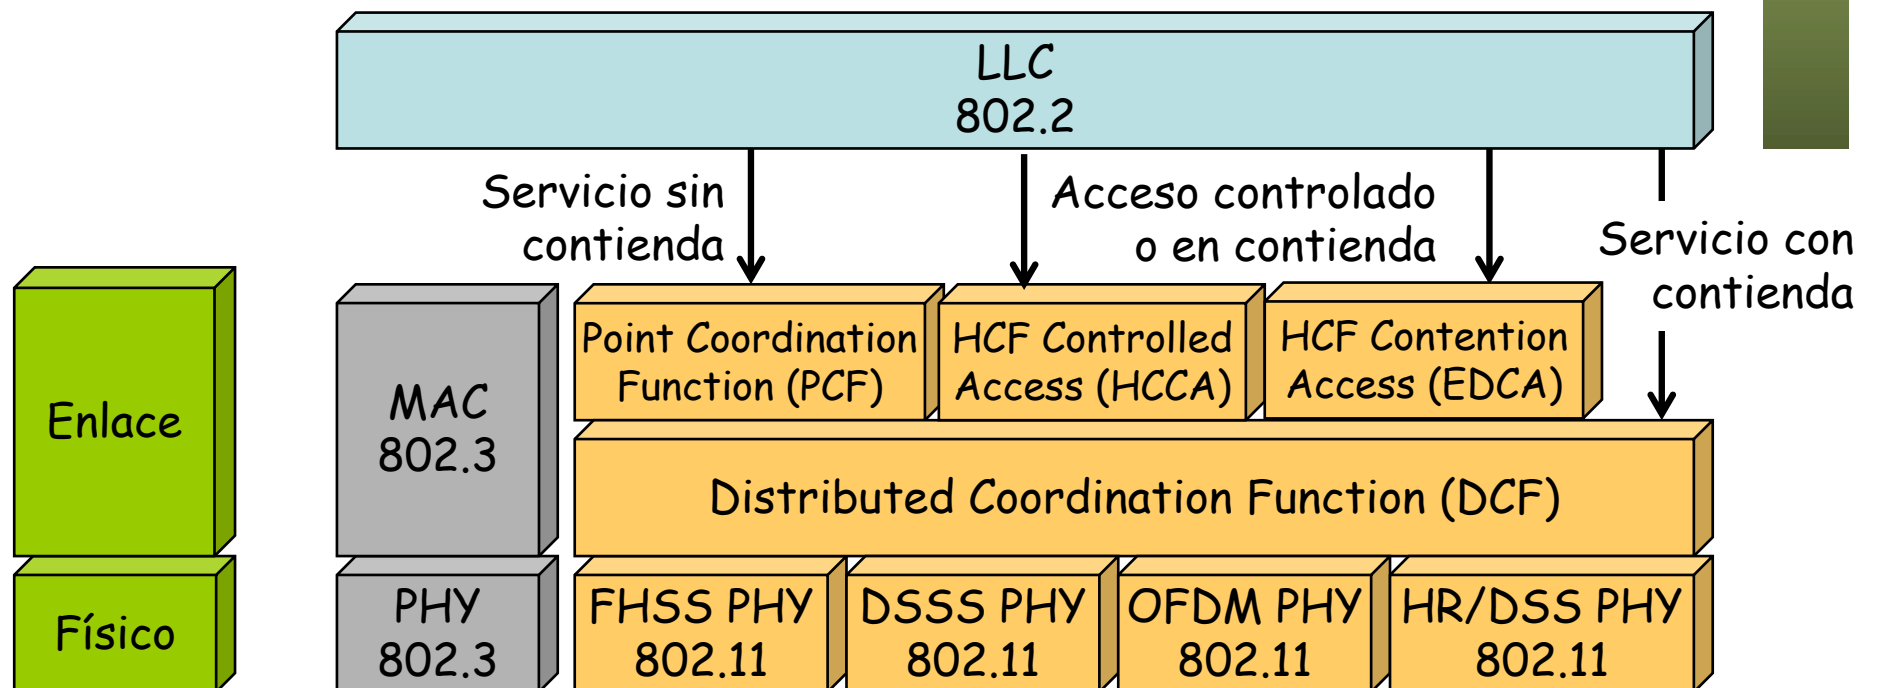 LLC
802.2
Servicio sin
contienda
Acceso controlado
o en contienda
Servicio con
contienda
Enlace
MAC
802.3
Point Coordination
Function (PCF)
HCF Controlled
Access (HCCA)
HCF Contention
Access (EDCA)
Distributed Coordination Function (DCF)
Físico
PHY
802.3
FHSS PHY
802.11
DSSS PHY
802.11
OFDM PHY
802.11
HR/DSS PHY
802.11